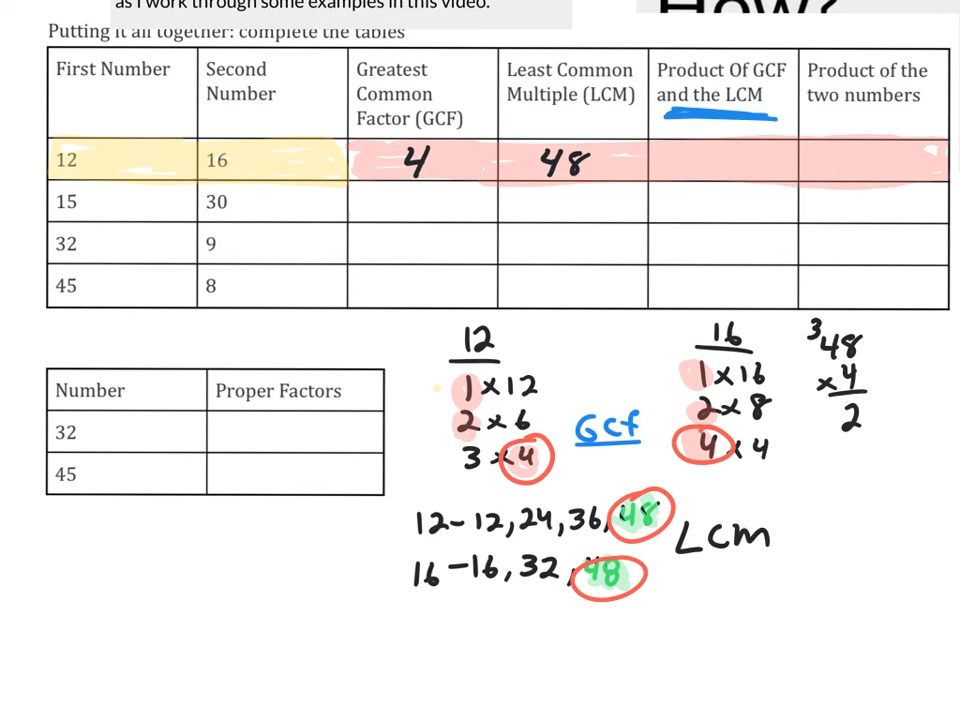 as I work through some examples in this video.
How?
Putting it all together: complete the tables
First Number
Second Number
Greatest Common Factor (GCF)
Least Common Multiple (LCM)
Product Of GCF and the LCM
Product of the two numbers
12 16 4 48
15 30
32 9
45 8
Number Proper Factors
32
45
12
1 × 12
2 × 6
3 × 4
GCf
16
1 × 16
2 × 8
4 × 4
3
48
× 4
2
12 - 12, 24, 36, 48
16 - 16, 32, 48
LCM